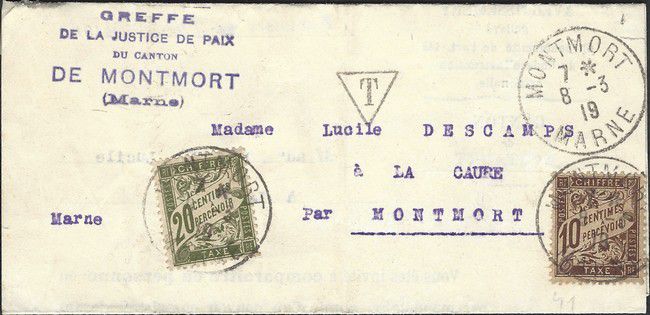 GREFFE
DE LA JUSTICE DE PAIX
DU CANTON
DE MONTMORT
(Marne)
T
MONTMORT
7 *
8 -3
19
MARNE
Madame Lucile DESCAMPS
à LA CAURE
Marne
Par MONTMORT
CHIFFRE
20 CENTIMES
à PERCEVOIR
TAXE
CHIFFRE
10 CENTIMES
à PERCEVOIR
TAXE
41